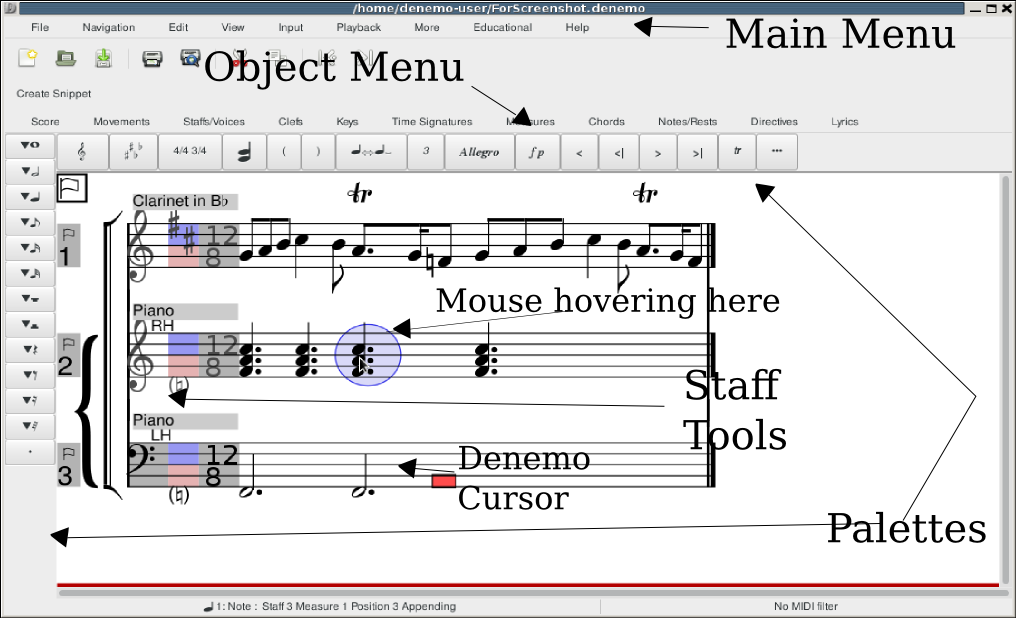 /home/denemo-user/ForScreenshot.denemo
File Navigation Edit View Input Playback More Educational Help
Main Menu
Object Menu
Create Snippet
Score Movements Staffs/Voices Clefs Keys Time Signatures Measures Chords Notes/Rests Directives Lyrics
4/4 3/4 ( ) 3 Allegro fp < <| > >| tr ...
tr tr
Clarinet in B♭
1
12
8
Mouse hovering here
Piano
RH
2
12
8
Staff
Tools
Piano
LH
3
12
8
Denemo
Cursor
Palettes
1: Note : Staff 3 Measure 1 Position 3 Appending
No MIDI filter